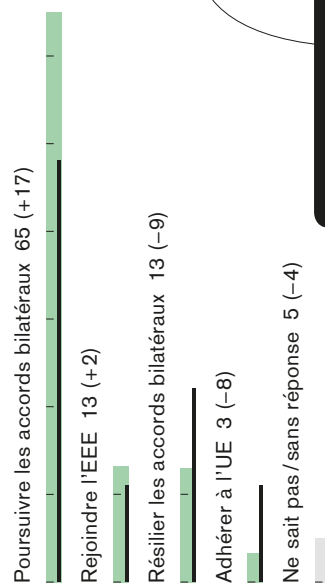 Poursuivre les accords bilatéraux 65 (+17)
Rejoindre l'EEE 13 (+2)
Résilier les accords bilatéraux 13 (−9)
Adhérer à l'UE 3 (−8)
Ne sait pas / sans réponse 5 (−4)